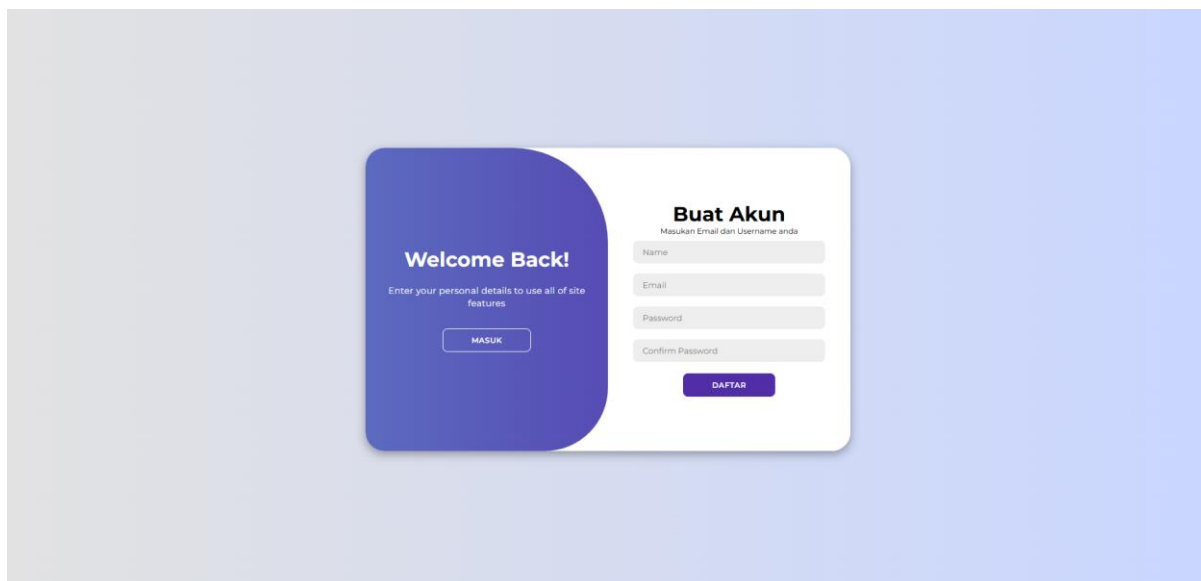 Welcome Back!
Enter your personal details to use all of site
features
MASUK
Buat Akun
Masukan Email dan Username anda
Name
Email
Password
Confirm Password
DAFTAR